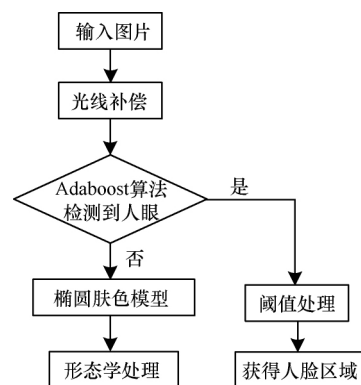 输入图片
光线补偿
Adaboost算法
检测到人眼
是
否
椭圆肤色模型
阈值处理
形态学处理
获得人脸区域